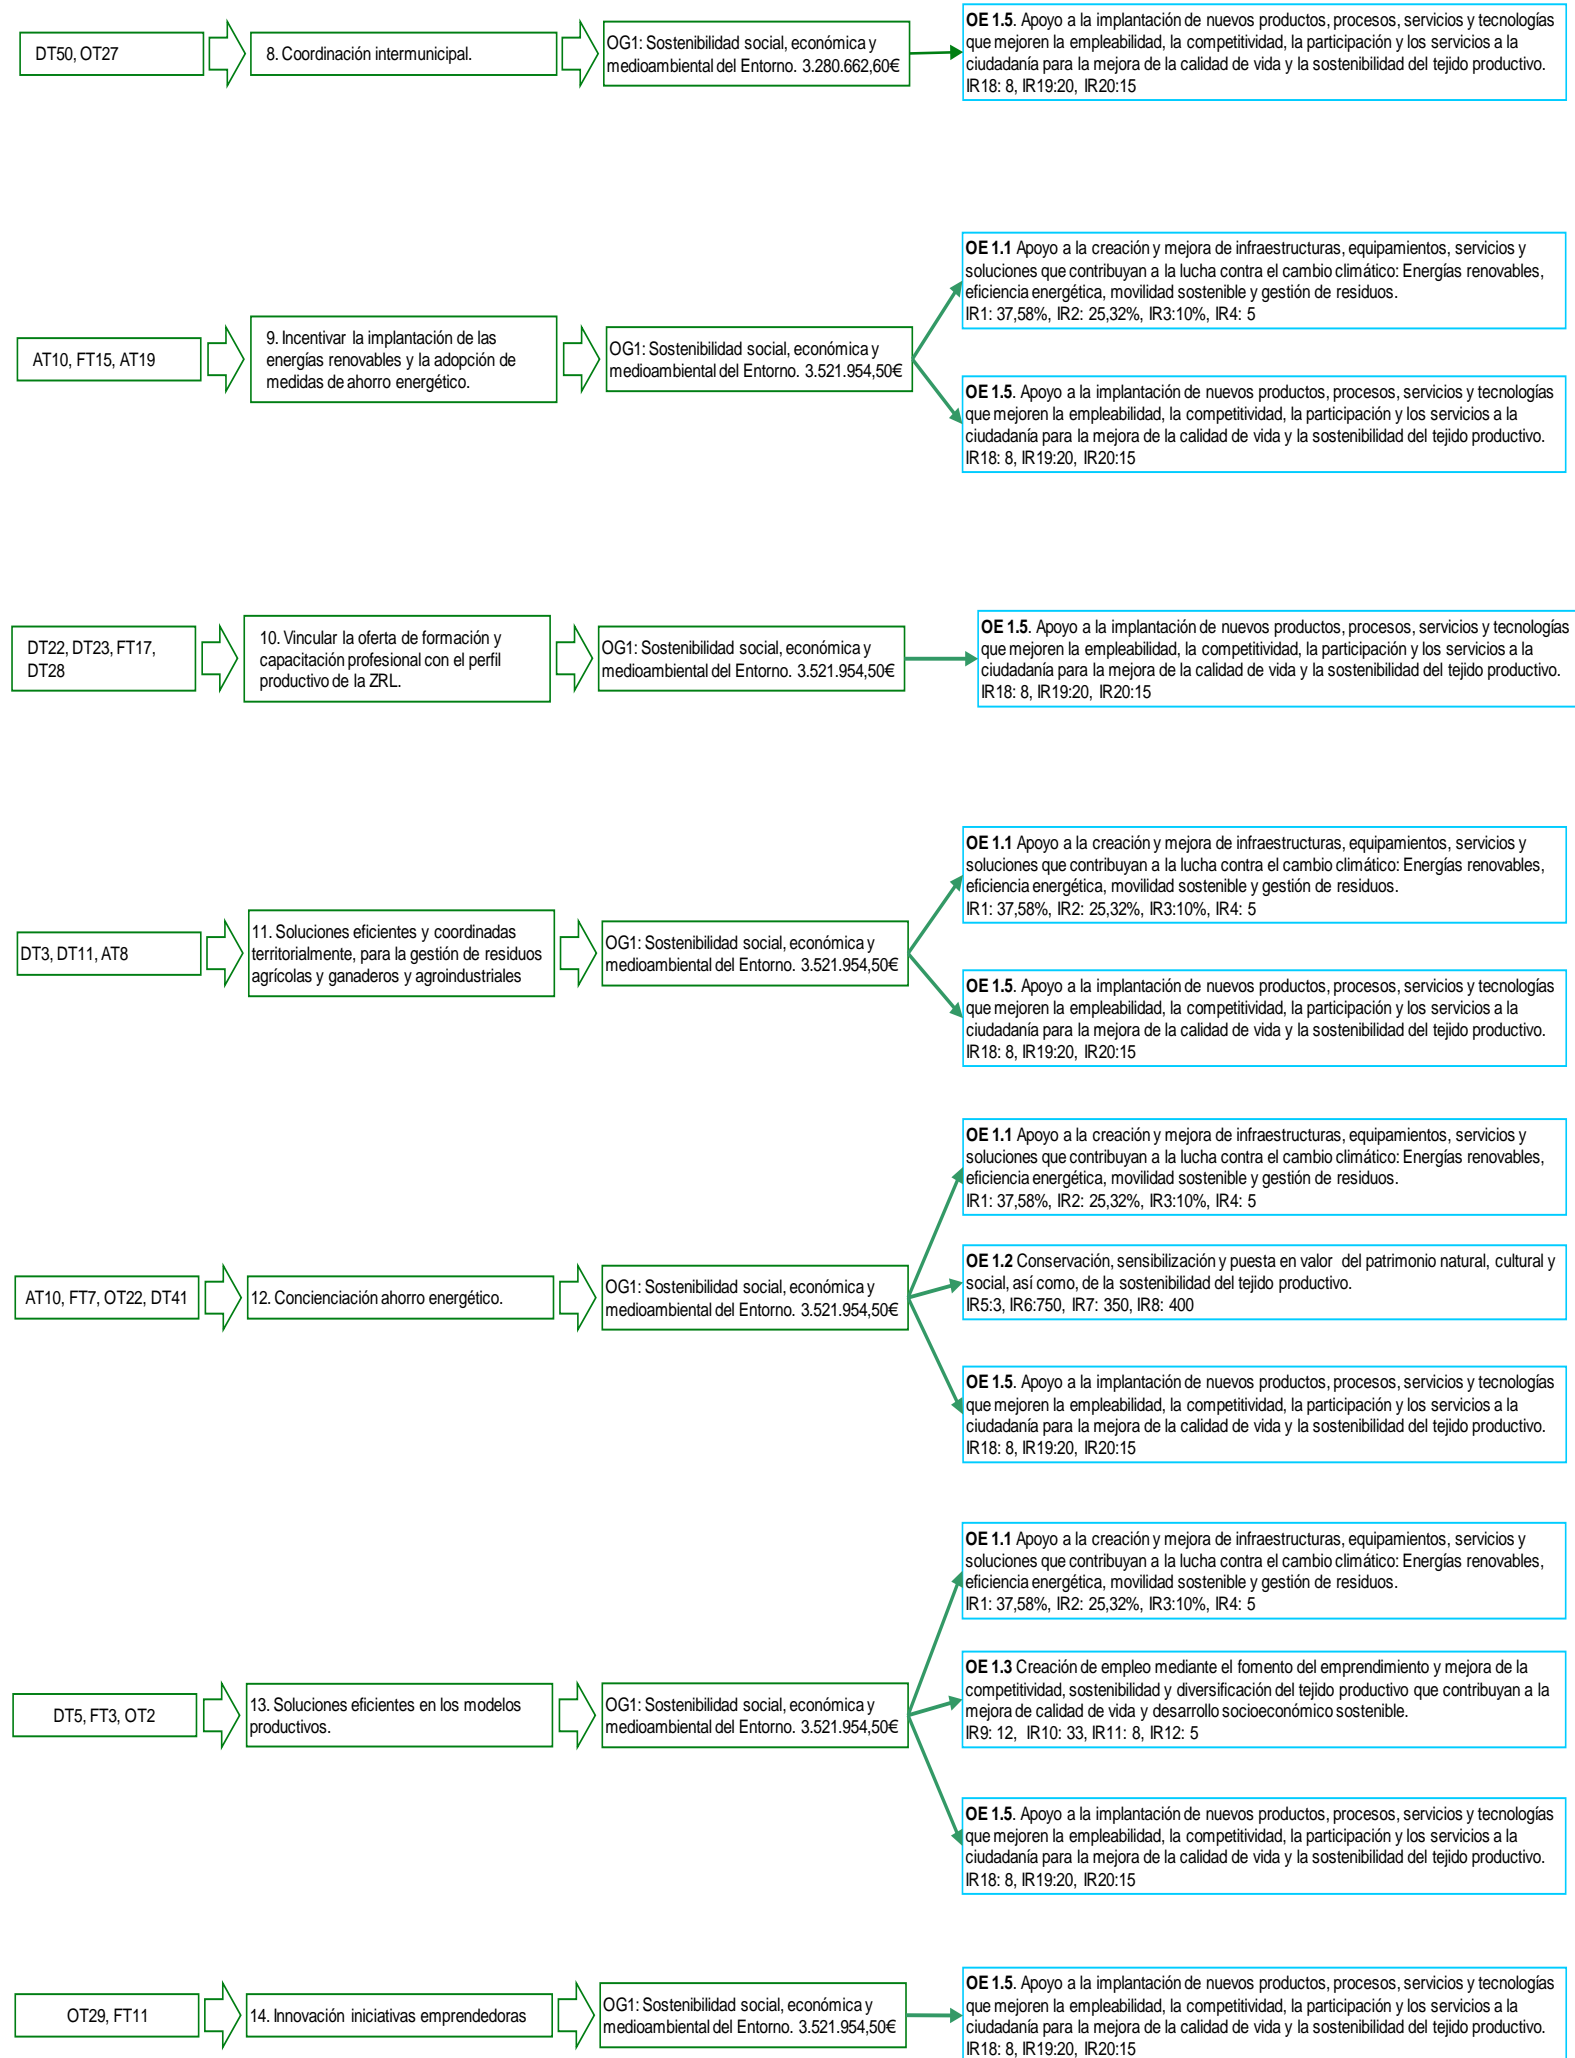 DT50, OT27
8. Coordinación intermunicipal.
OG1: Sostenibilidad social, económica y
medioambiental del Entorno. 3.280.662,60€
OE 1.5. Apoyo a la implantación de nuevos productos, procesos, servicios y tecnologías
que mejoren la empleabilidad, la competitividad, la participación y los servicios a la
ciudadanía para la mejora de la calidad de vida y la sostenibilidad del tejido productivo.
IR18: 8, IR19:20, IR20:15
AT10, FT15, AT19
9. Incentivar la implantación de las
energías renovables y la adopción de
medidas de ahorro energético.
OG1: Sostenibilidad social, económica y
medioambiental del Entorno. 3.521.954,50€
OE 1.1 Apoyo a la creación y mejora de infraestructuras, equipamientos, servicios y
soluciones que contribuyan a la lucha contra el cambio climático: Energías renovables,
eficiencia energética, movilidad sostenible y gestión de residuos.
IR1: 37,58%, IR2: 25,32%, IR3:10%, IR4: 5
OE 1.5. Apoyo a la implantación de nuevos productos, procesos, servicios y tecnologías
que mejoren la empleabilidad, la competitividad, la participación y los servicios a la
ciudadanía para la mejora de la calidad de vida y la sostenibilidad del tejido productivo.
IR18: 8, IR19:20, IR20:15
DT22, DT23, FT17,
DT28
10. Vincular la oferta de formación y
capacitación profesional con el perfil
productivo de la ZRL.
OG1: Sostenibilidad social, económica y
medioambiental del Entorno. 3.521.954,50€
OE 1.5. Apoyo a la implantación de nuevos productos, procesos, servicios y tecnologías
que mejoren la empleabilidad, la competitividad, la participación y los servicios a la
ciudadanía para la mejora de la calidad de vida y la sostenibilidad del tejido productivo.
IR18: 8, IR19:20, IR20:15
DT3, DT11, AT8
11. Soluciones eficientes y coordinadas
territorialmente, para la gestión de residuos
agrícolas y ganaderos y agroindustriales
OG1: Sostenibilidad social, económica y
medioambiental del Entorno. 3.521.954,50€
OE 1.1 Apoyo a la creación y mejora de infraestructuras, equipamientos, servicios y
soluciones que contribuyan a la lucha contra el cambio climático: Energías renovables,
eficiencia energética, movilidad sostenible y gestión de residuos.
IR1: 37,58%, IR2: 25,32%, IR3:10%, IR4: 5
OE 1.5. Apoyo a la implantación de nuevos productos, procesos, servicios y tecnologías
que mejoren la empleabilidad, la competitividad, la participación y los servicios a la
ciudadanía para la mejora de la calidad de vida y la sostenibilidad del tejido productivo.
IR18: 8, IR19:20, IR20:15
AT10, FT7, OT22, DT41
12. Concienciación ahorro energético.
OG1: Sostenibilidad social, económica y
medioambiental del Entorno. 3.521.954,50€
OE 1.1 Apoyo a la creación y mejora de infraestructuras, equipamientos, servicios y
soluciones que contribuyan a la lucha contra el cambio climático: Energías renovables,
eficiencia energética, movilidad sostenible y gestión de residuos.
IR1: 37,58%, IR2: 25,32%, IR3:10%, IR4: 5
OE 1.2 Conservación, sensibilización y puesta en valor del patrimonio natural, cultural y
social, así como, de la sostenibilidad del tejido productivo.
IR5:3, IR6:750, IR7: 350, IR8: 400
OE 1.5. Apoyo a la implantación de nuevos productos, procesos, servicios y tecnologías
que mejoren la empleabilidad, la competitividad, la participación y los servicios a la
ciudadanía para la mejora de la calidad de vida y la sostenibilidad del tejido productivo.
IR18: 8, IR19:20, IR20:15
DT5, FT3, OT2
13. Soluciones eficientes en los modelos
productivos.
OG1: Sostenibilidad social, económica y
medioambiental del Entorno. 3.521.954,50€
OE 1.1 Apoyo a la creación y mejora de infraestructuras, equipamientos, servicios y
soluciones que contribuyan a la lucha contra el cambio climático: Energías renovables,
eficiencia energética, movilidad sostenible y gestión de residuos.
IR1: 37,58%, IR2: 25,32%, IR3:10%, IR4: 5
OE 1.3 Creación de empleo mediante el fomento del emprendimiento y mejora de la
competitividad, sostenibilidad y diversificación del tejido productivo que contribuyan a la
mejora de calidad de vida y desarrollo socioeconómico sostenible.
IR9: 12, IR10: 33, IR11: 8, IR12: 5
OE 1.5. Apoyo a la implantación de nuevos productos, procesos, servicios y tecnologías
que mejoren la empleabilidad, la competitividad, la participación y los servicios a la
ciudadanía para la mejora de la calidad de vida y la sostenibilidad del tejido productivo.
IR18: 8, IR19:20, IR20:15
OT29, FT11
14. Innovación iniciativas emprendedoras
OG1: Sostenibilidad social, económica y
medioambiental del Entorno. 3.521.954,50€
OE 1.5. Apoyo a la implantación de nuevos productos, procesos, servicios y tecnologías
que mejoren la empleabilidad, la competitividad, la participación y los servicios a la
ciudadanía para la mejora de la calidad de vida y la sostenibilidad del tejido productivo.
IR18: 8, IR19:20, IR20:15